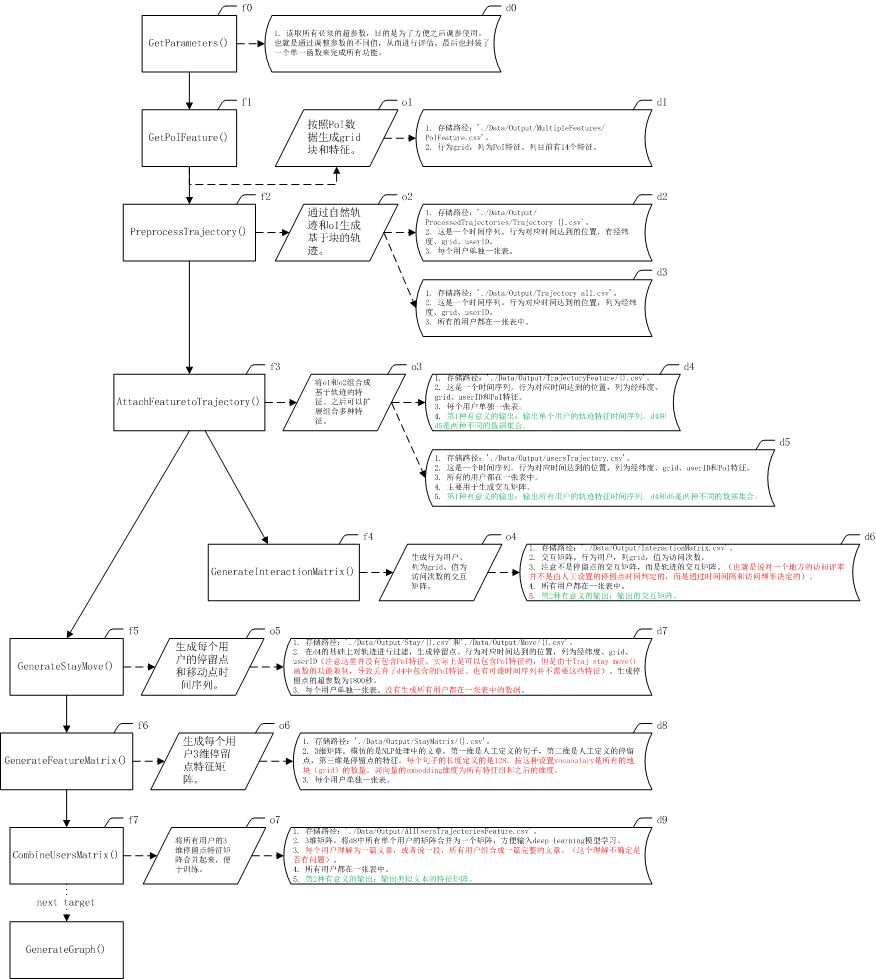 f0
d0
GetParameters()
1. 读取所有必须的超参数，目的是为了方便之后调参使用。
也就是通过调整参数的不同值，从而进行评估。最后也封装了
一个单一函数来完成所有功能。
f1
o1
d1
GetPoIFeature()
按照PoI数
据生成grid
块和特征。
1. 存储路径：'./Data/Output/MultipleFeatures/
PoIFeature.csv'。
2. 行为grid，列为PoI特征。列目前有14个特征。
f2
o2
d2
PreprocessTrajectory()
通过自然轨
迹和o1生成
基于块的轨
迹。
1. 存储路径：'./Data/Output/
ProcessedTrajectories/Trajectory {}.csv'。
2. 这是一个时间序列。行为对应时间达到的位置，有经纬
度、grid、userID。
3. 每个用户单独一张表。
d3
1. 存储路径：'./Data/Output/Trajectory all.csv'。
2. 这是一个时间序列。行为对应时间达到的位置，列为经纬
度、grid、userID。
3. 所有的用户都在一张表中。
f3
o3
d4
AttachFeaturetoTrajectory()
将o1和o2组合成
基于轨迹的特
征。之后可以扩
展组合多种特
征。
1. 存储路径：'./Data/Output/TrajectoryFeature/{}.csv'。
2. 这是一个时间序列。行为对应时间达到的位置，列为经纬度、
grid、userID和PoI特征。
3. 每个用户单独一张表。
4. 第1种有意义的输出：输出单个用户的轨迹特征时间序列。d4和
d5是两种不同的数据集合。
d5
1. 存储路径：'./Data/Output/usersTrajectory.csv'。
2. 这是一个时间序列。行为对应时间达到的位置，列为经纬度、grid、userID和PoI特征。
3. 所有的用户都在一张表中。
4. 主要用于生成交互矩阵。
5. 第1种有意义的输出：输出所有用户的轨迹特征时间序列。d4和d5是两种不同的数据集合。
f4
o4
d6
GenerateInteractionMatrix()
生成行为用户、
列为grid、值为
访问次数的交互
矩阵。
1. 存储路径：'./Data/Output/InteractionMatrix.csv'。
2. 交互矩阵。行为用户，列grid，值为访问次数。
3. 注意不是停留点的交互矩阵，而是轨迹的交互矩阵。（也就是说对一个地方的访问评率
并不是由人工设置的停留点时间判定的，而是通过时间间隔和访问频率决定的）。
4. 所有用户都在一张表中。
5. 第2种有意义的输出：输出的交互矩阵。
f5
o5
d7
GenerateStayMove()
生成每个用
户的停留点
和移动点时
间序列。
1. 存储路径：'./Data/Output/Stay/{}.csv'和'./Data/Output/Move/{}.csv'。
2. 在d4的基础上对轨迹进行过滤，生成停留点。行为对应时间达到的位置，列为经纬度、grid、
userID（注意这里并没有包含PoI特征。实际上是可以包含PoI特征的，但是由于Traj stay move()
函数的功能限制，导致丢弃了d4中包含的PoI特征。也有可能时间序列并不需要这些特征）。生成停
留点的超参数为1800秒。
3. 每个用户单独一张表。没有生成所有用户都在一张表中的数据。
f6
o6
d8
GenerateFeatureMatrix()
生成每个用
户3维停留
点特征矩
阵。
1. 存储路径：'./Data/Output/StayMatrix/{}.csv'。
2. 3维矩阵。模仿的是NLP处理中的文章。第一维是人工定义的句子，第二维是人工定义的停留
点，第三维是停留点的特征。每个句子的长度定义的是128。按这种设置vocabulary是所有的地
块（grid）的数量。词向量的embedding维度为所有特征组和之后的维度。
3. 每个用户单独一张表。
f7
o7
d9
CombineUsersMatrix()
将所有用户的3
维停留点特征矩
阵合并起来，便
于训练。
1. 存储路径：'./Data/Output/AllUsersTrajectoriesFeature.csv'。
2. 3维矩阵。将d8中所有单个用户的矩阵合并为一个矩阵，方便输入deep learning模型学习。
3. 每个用户理解为一篇文章，或者说一段，所有用户组合成一篇完整的文章。（这个理解不确定是
否有问题）。
4. 所有用户都在一张表中。
5. 第2种有意义的输出：输出类似文本的特征矩阵。
next target
GenerateGraph()